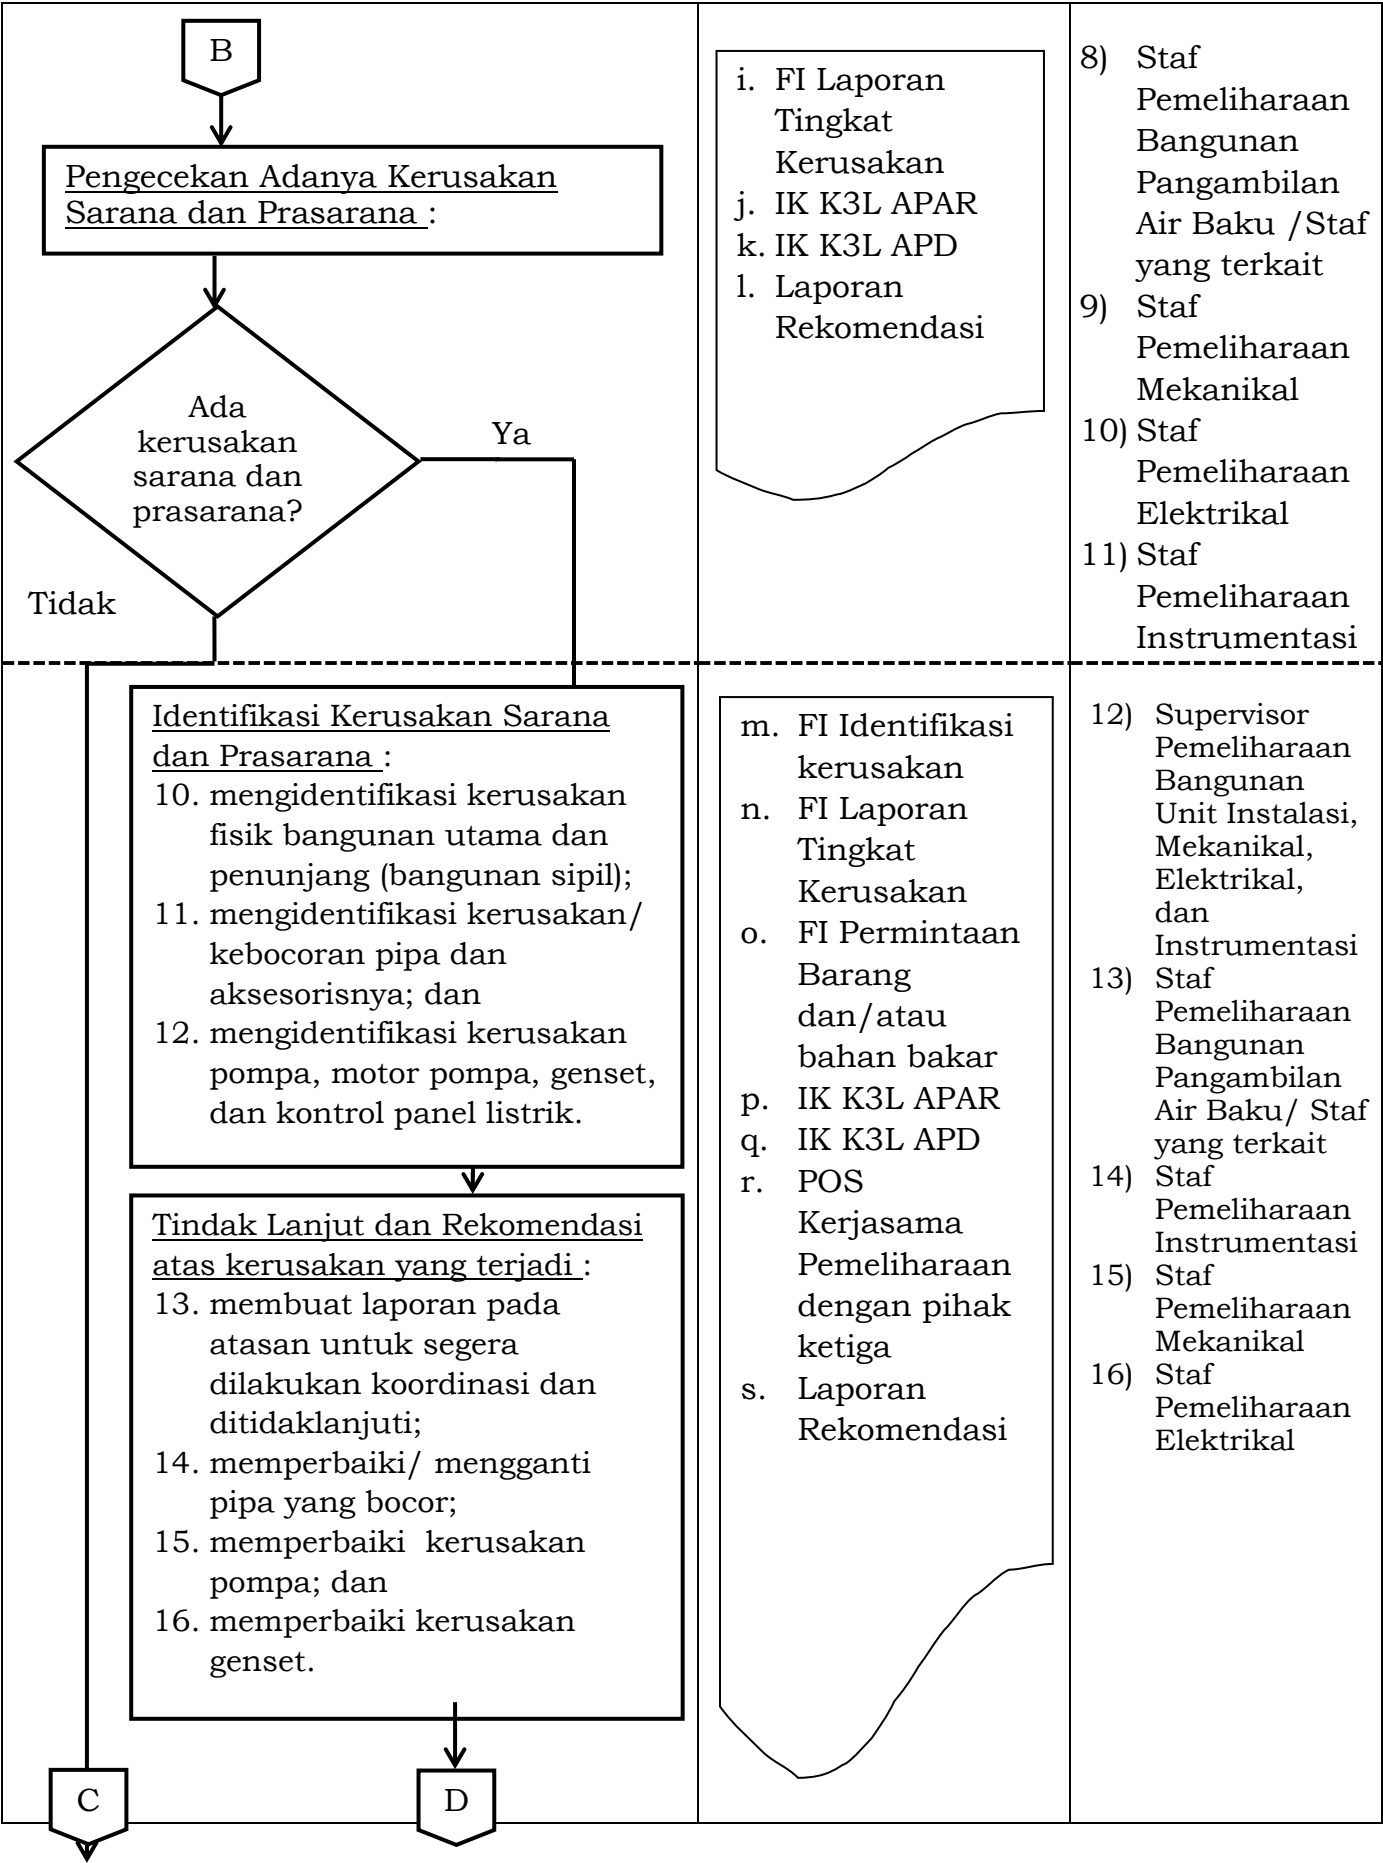 B
Pengecekan Adanya Kerusakan
Sarana dan Prasarana :
Ada
kerusakan
sarana dan
prasarana?
Ya
Tidak
i. FI Laporan
Tingkat
Kerusakan
j. IK K3L APAR
k. IK K3L APD
l. Laporan
Rekomendasi
8) Staf
Pemeliharaan
Bangunan
Pangambilan
Air Baku /Staf
yang terkait
9) Staf
Pemeliharaan
Mekanikal
10) Staf
Pemeliharaan
Elektrikal
11) Staf
Pemeliharaan
Instrumentasi
Identifikasi Kerusakan Sarana
dan Prasarana :
10. mengidentifikasi kerusakan
fisik bangunan utama dan
penunjang (bangunan sipil);
11. mengidentifikasi kerusakan/
kebocoran pipa dan
aksesorisnya; dan
12. mengidentifikasi kerusakan
pompa, motor pompa, genset,
dan kontrol panel listrik.
Tindak Lanjut dan Rekomendasi
atas kerusakan yang terjadi :
13. membuat laporan pada
atasan untuk segera
dilakukan koordinasi dan
ditidaklanjuti;
14. memperbaiki/ mengganti
pipa yang bocor;
15. memperbaiki  kerusakan
pompa; dan
16. memperbaiki kerusakan
genset.
C
D
m. FI Identifikasi
kerusakan
n. FI Laporan
Tingkat
Kerusakan
o. FI Permintaan
Barang
dan/atau
bahan bakar
p. IK K3L APAR
q. IK K3L APD
r. POS
Kerjasama
Pemeliharaan
dengan pihak
ketiga
s. Laporan
Rekomendasi
12) Supervisor
Pemeliharaan
Bangunan
Unit Instalasi,
Mekanikal,
Elektrikal,
dan
Instrumentasi
13) Staf
Pemeliharaan
Bangunan
Pangambilan
Air Baku/ Staf
yang terkait
14) Staf
Pemeliharaan
Instrumentasi
15) Staf
Pemeliharaan
Mekanikal
16) Staf
Pemeliharaan
Elektrikal